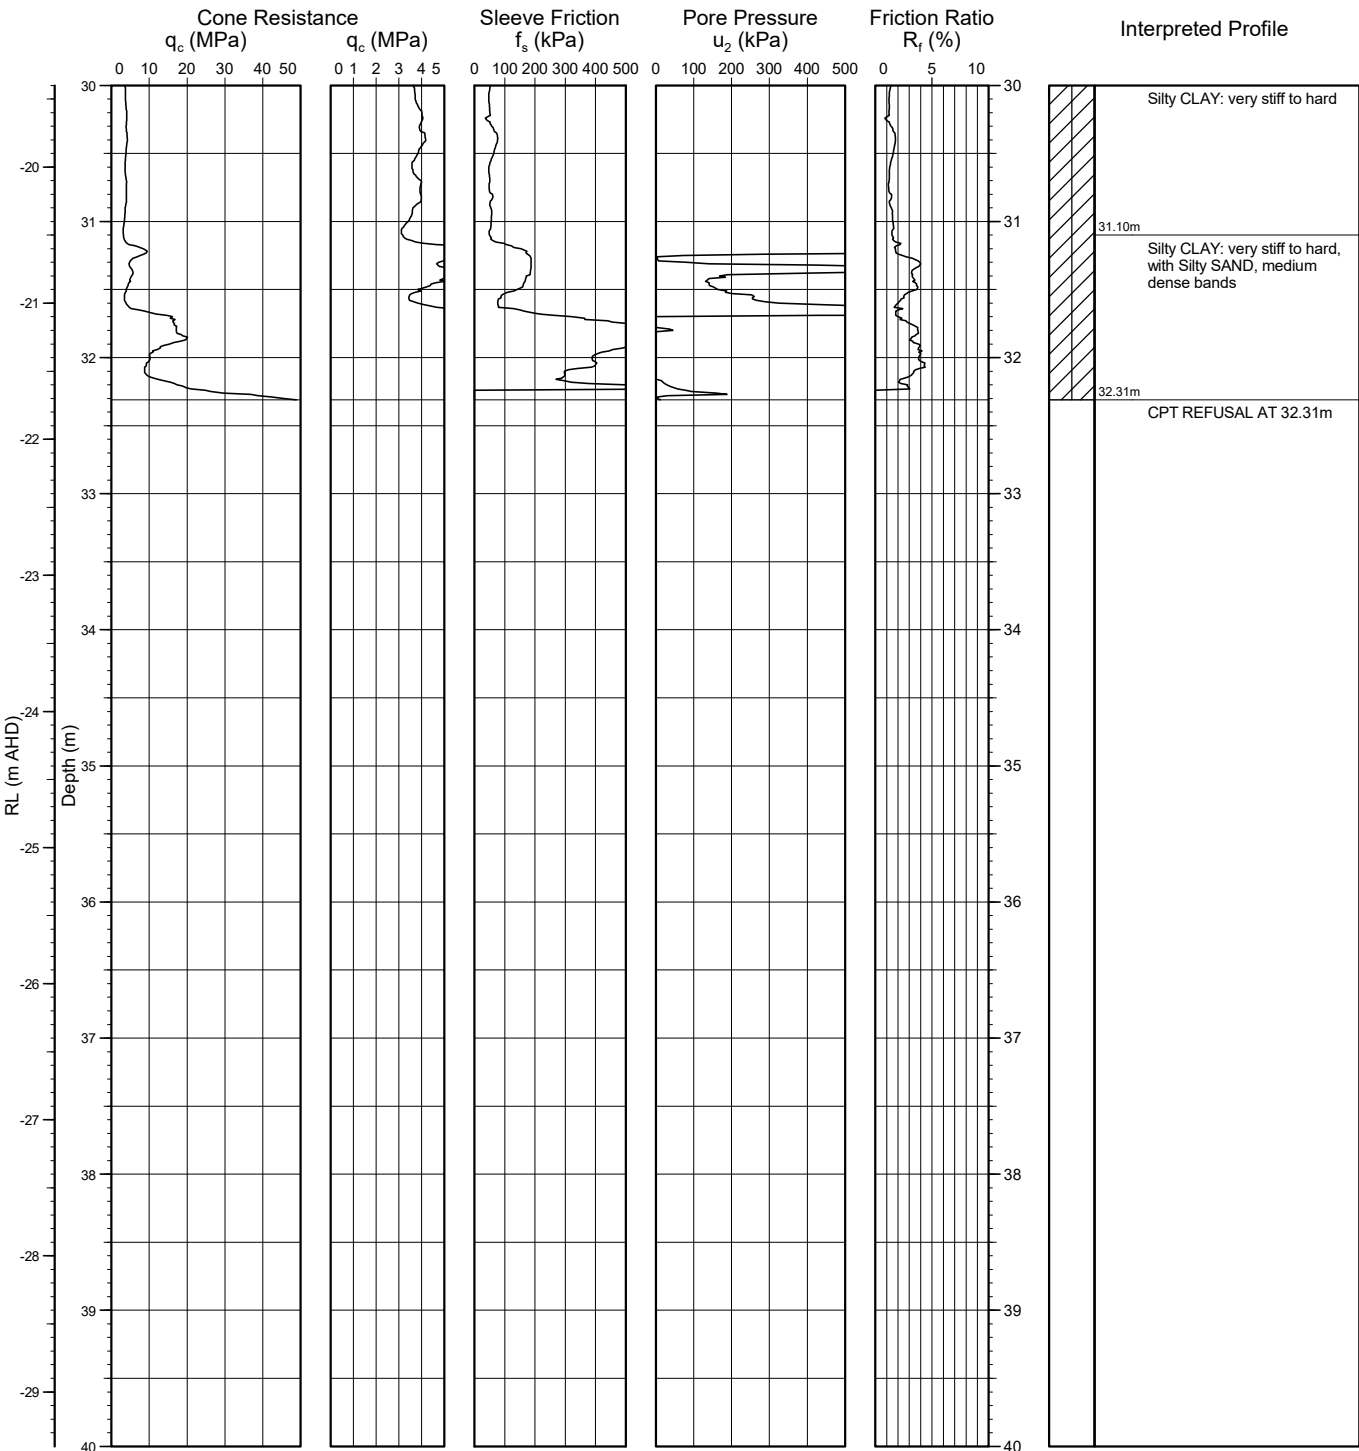 Cone Resistance
q_c (MPa)
q_c (MPa)
Sleeve Friction
f_s (kPa)
Pore Pressure
u_2 (kPa)
Friction Ratio
R_f (%)
Interpreted Profile
0 10 20 30 40 50
0 1 2 3 4 5
0 100 200 300 400 500
0 100 200 300 400 500
0 5 10
RL (m AHD)
-20
-21
-22
-23
-24
-25
-26
-27
-28
-29
Depth (m)
30
31
32
33
34
35
36
37
38
39
40
30
31
32
33
34
35
36
37
38
39
40
Silty CLAY: very stiff to hard
31.10m
Silty CLAY: very stiff to hard,
with Silty SAND, medium
dense bands
32.31m
CPT REFUSAL AT 32.31m